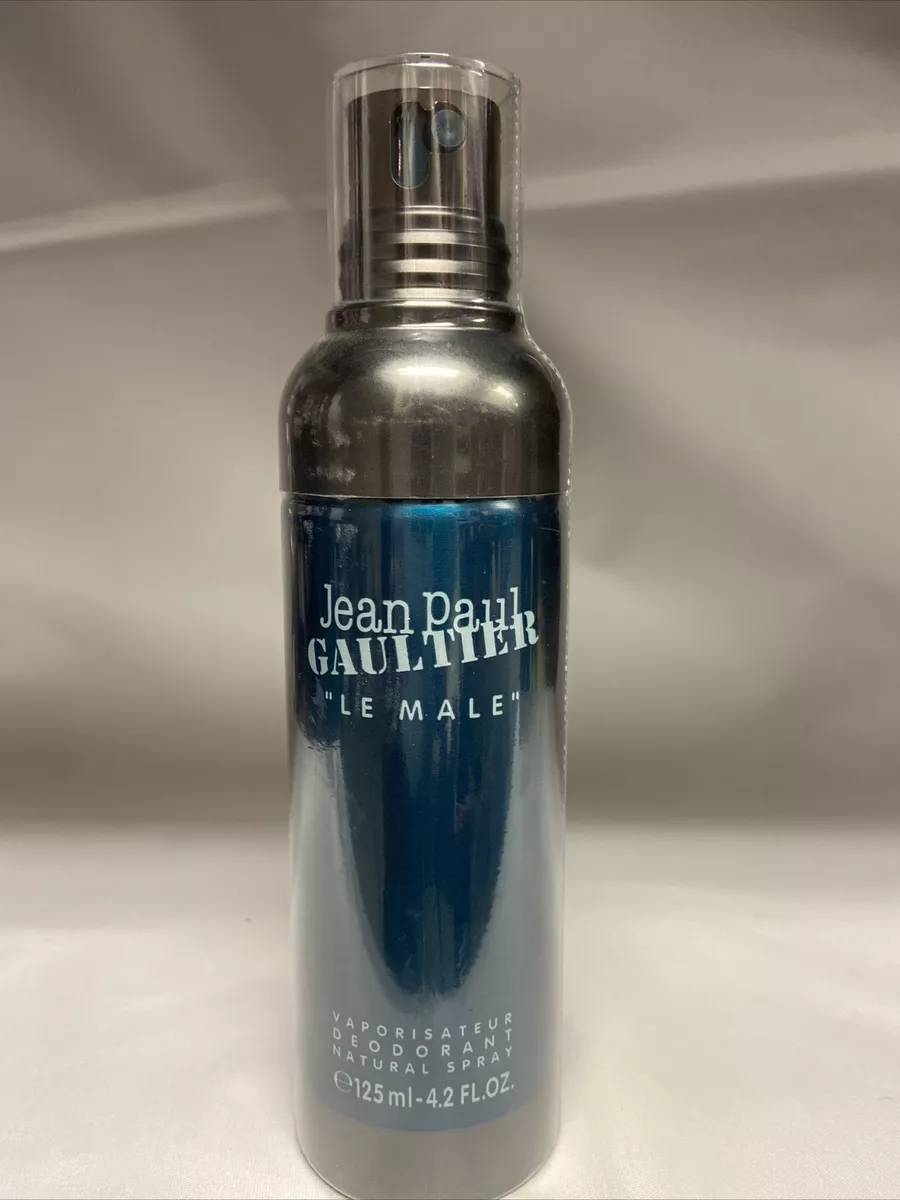 Jean Paul
GAULTIER
"LE MALE"
VAPORISATEUR
DEODORANT
NATURAL SPRAY
℮125 ml-4.2 FL.OZ.